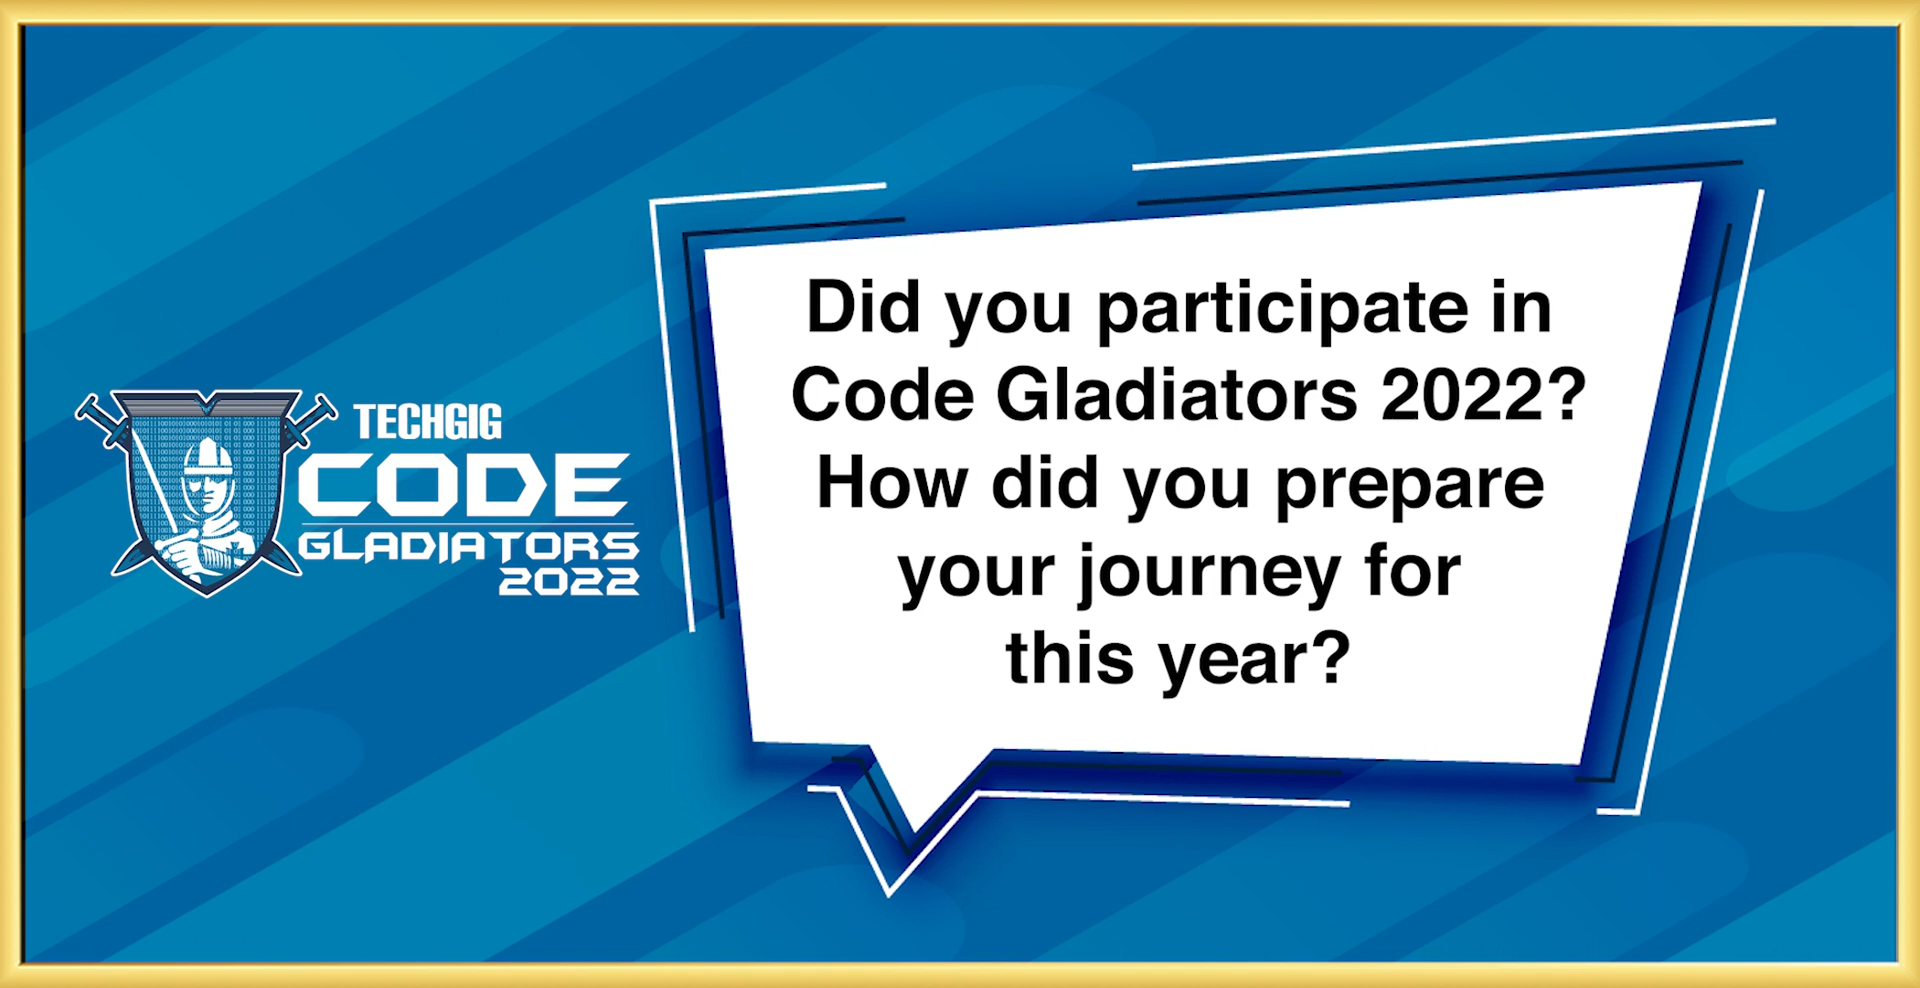 TECHGIG
CODE
GLADIATORS
2022
Did you participate in
Code Gladiators 2022?
How did you prepare
your journey for
this year?